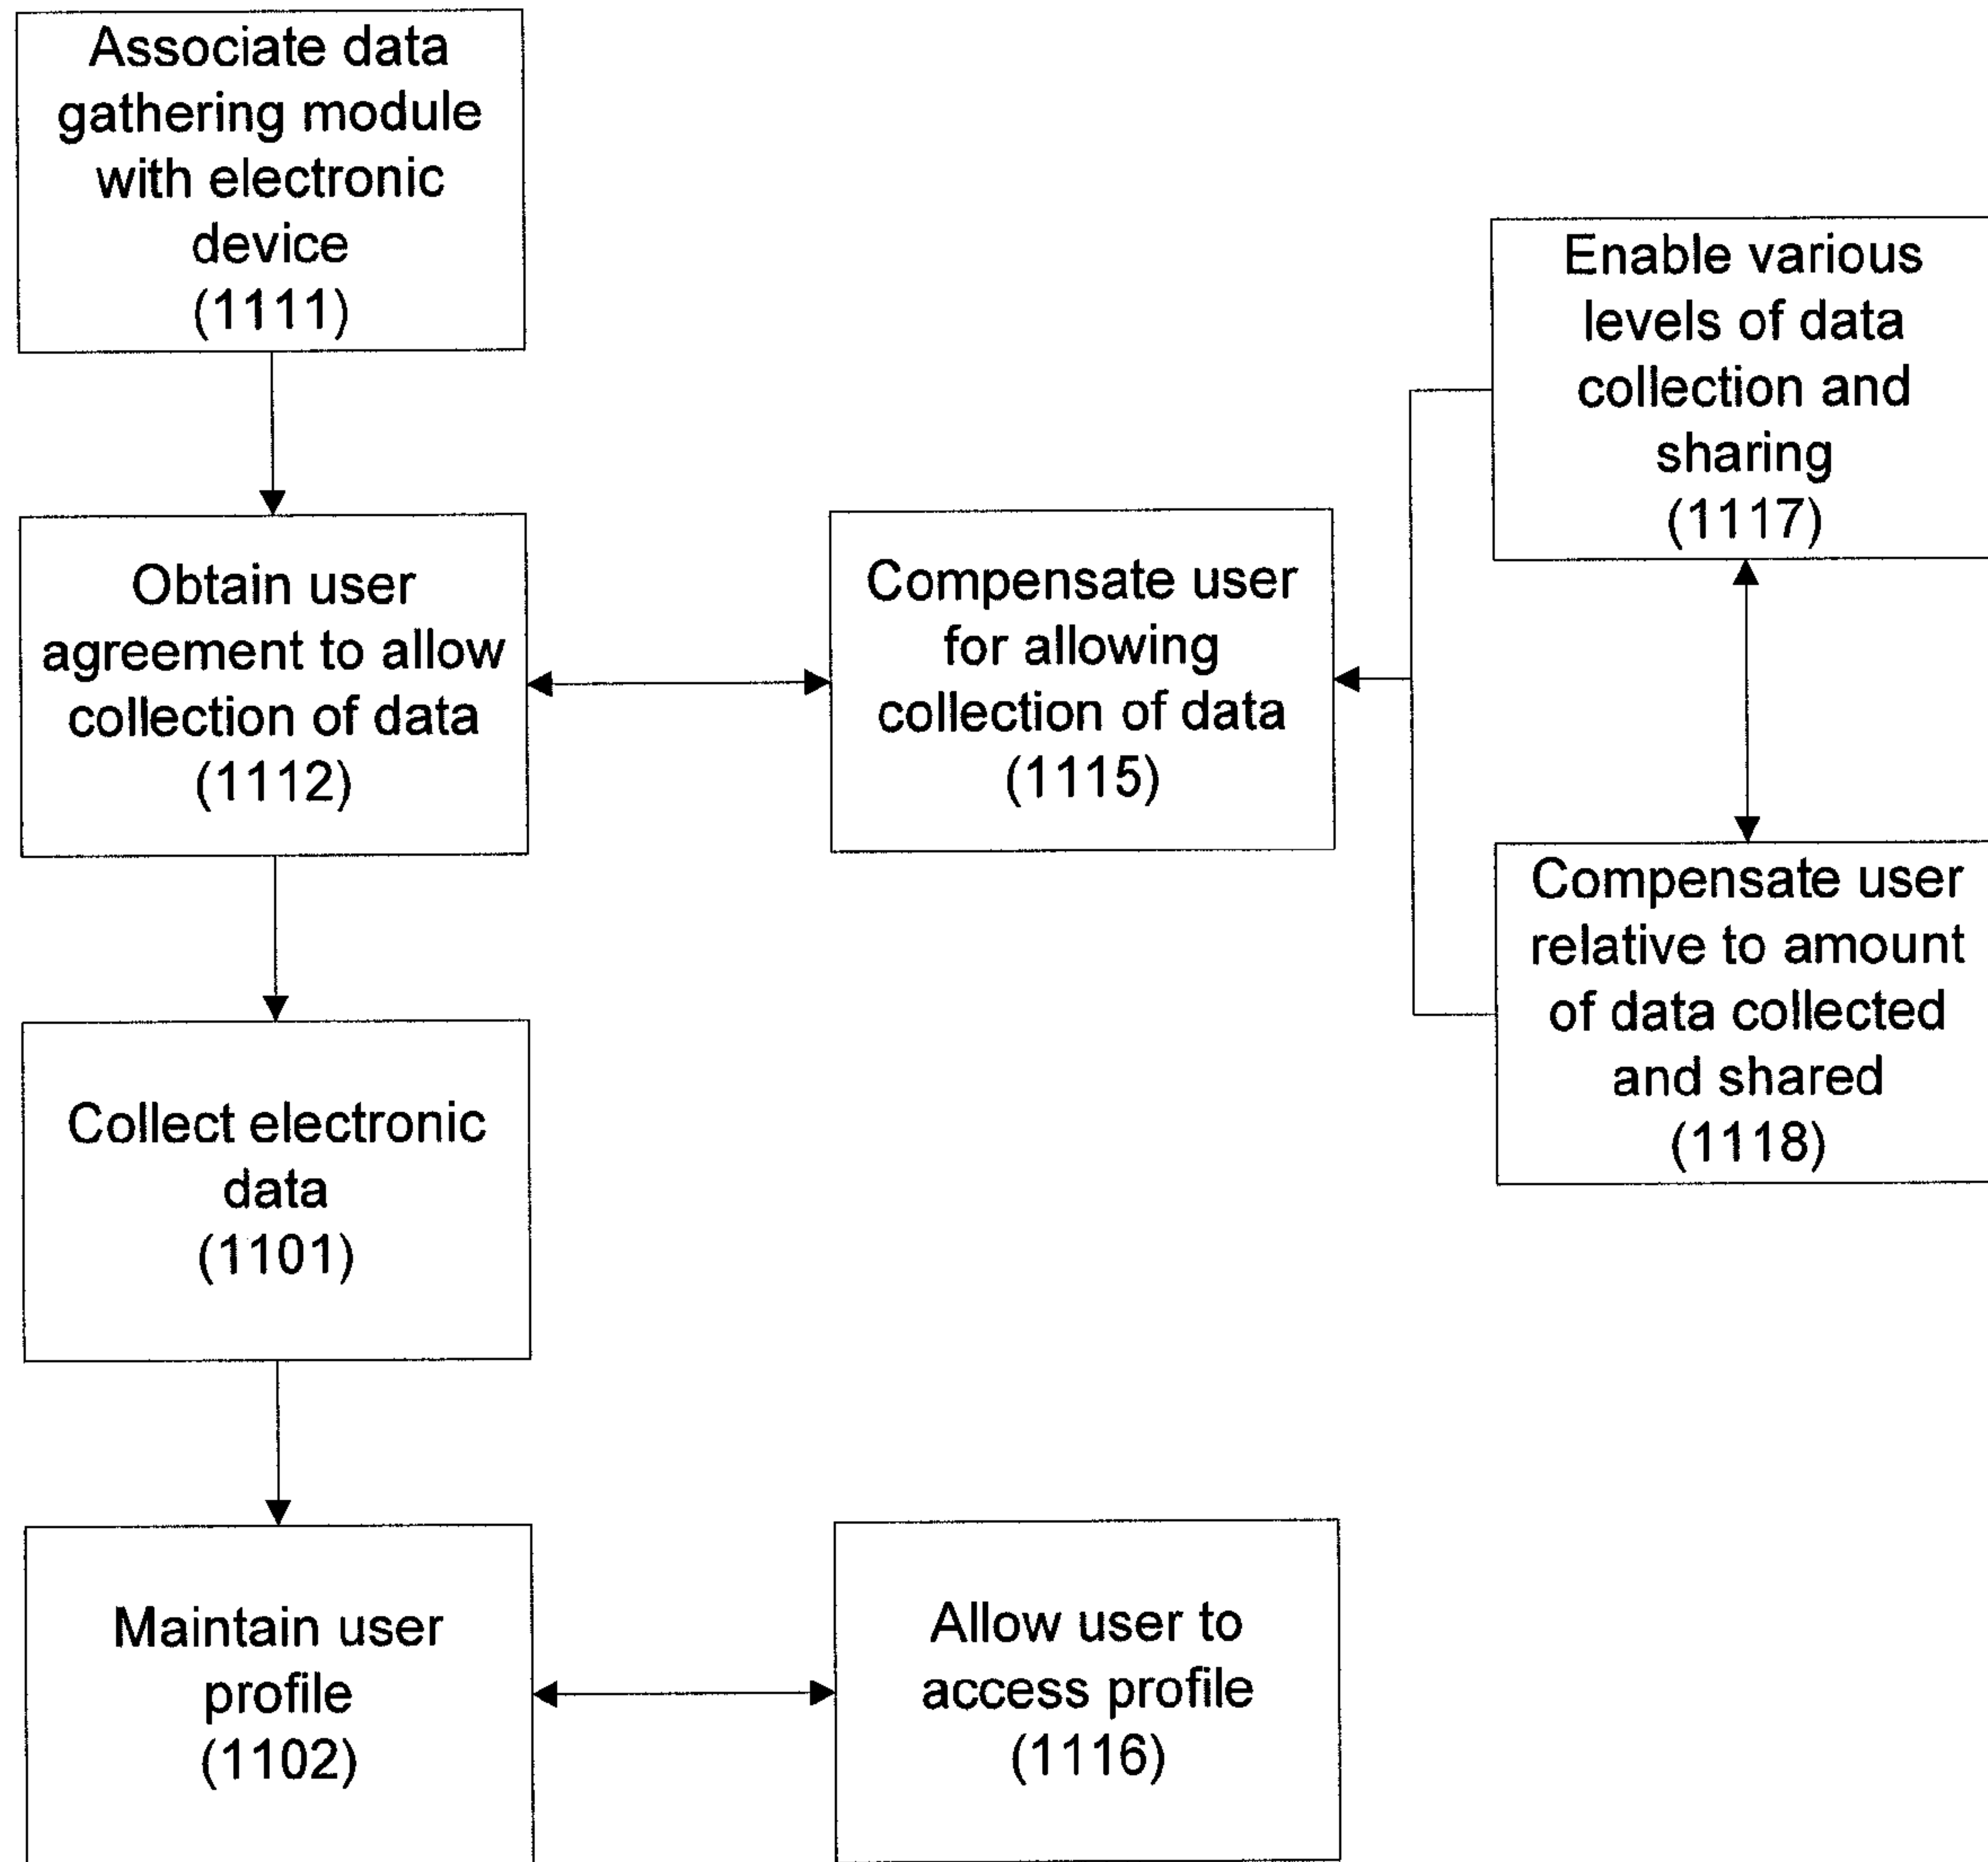 Associate data
gathering module
with electronic
device
(1111)
Enable various
levels of data
collection and
sharing
(1117)
Obtain user
agreement to allow
collection of data
(1112)
Compensate user
for allowing
collection of data
(1115)
Compensate user
relative to amount
of data collected
and shared
(1118)
Collect electronic
data
(1101)
Maintain user
profile
(1102)
Allow user to
access profile
(1116)